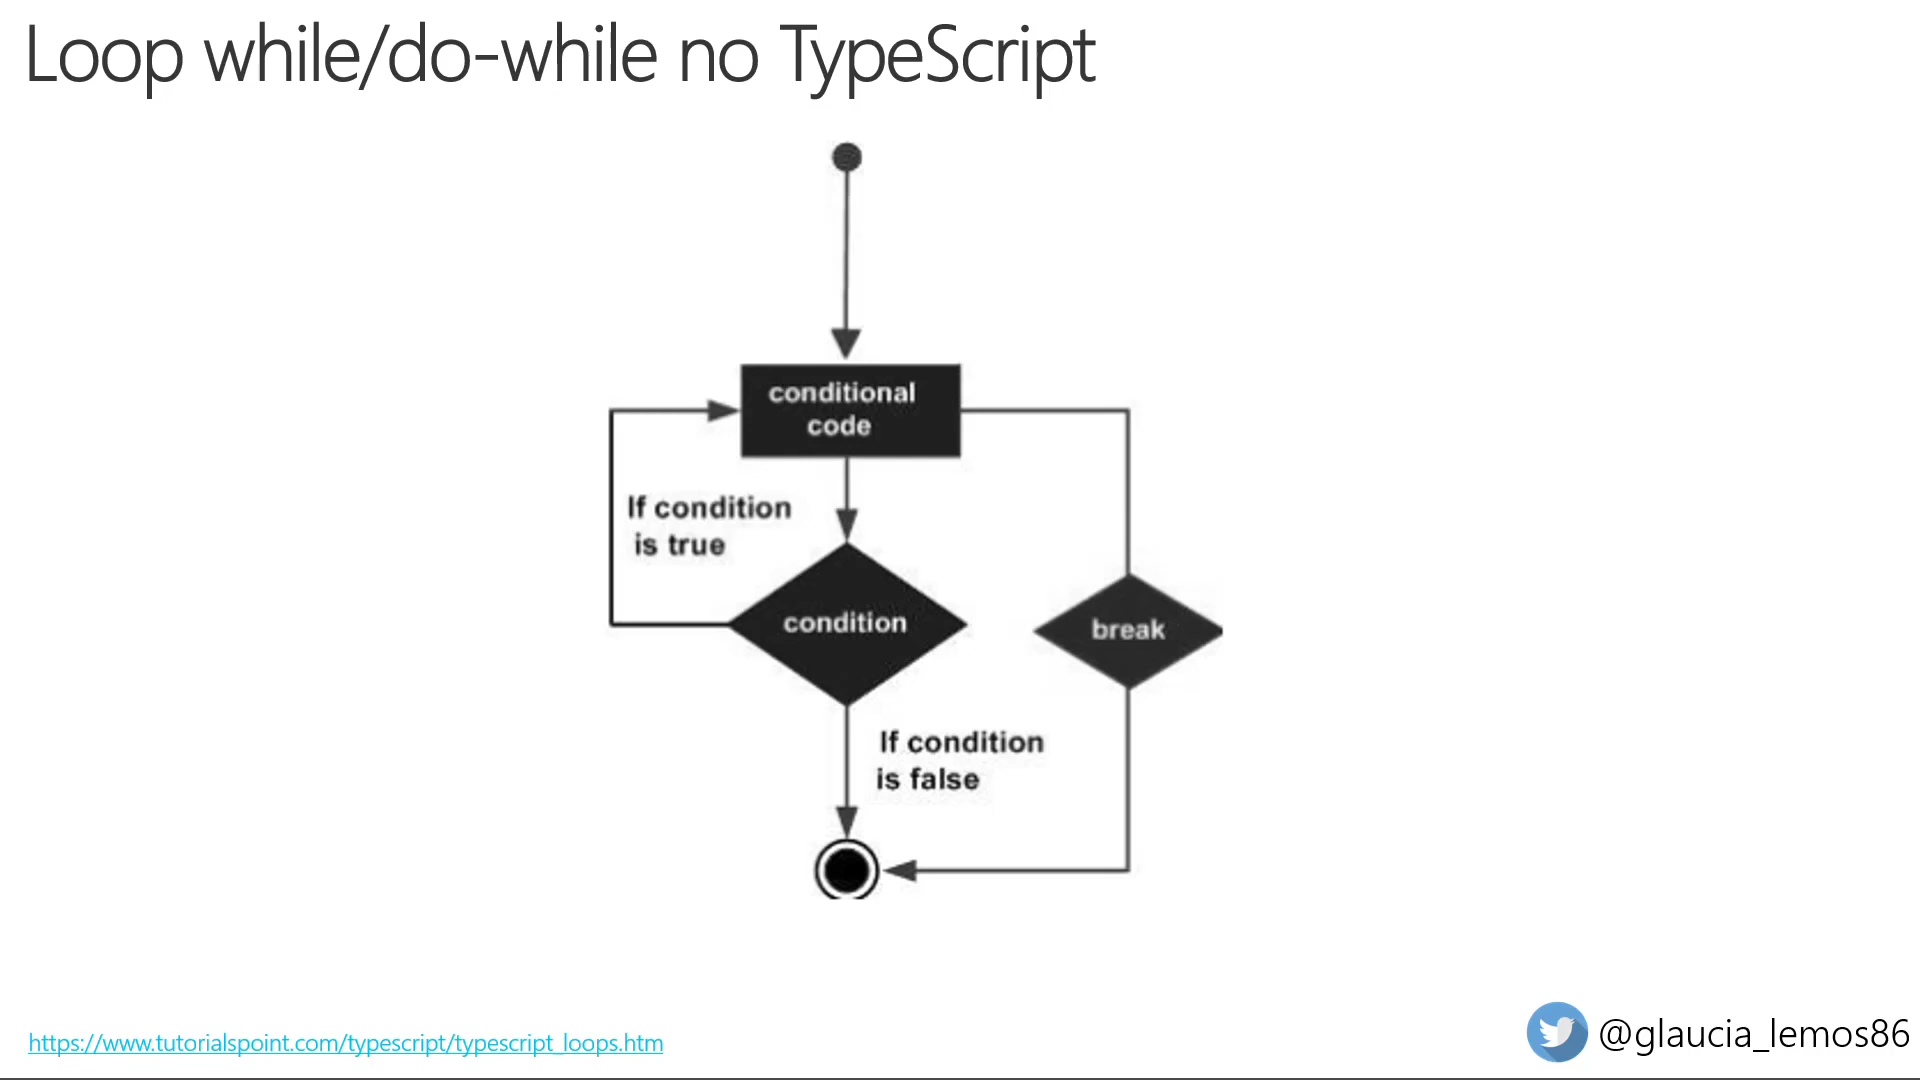 Loop while/do-while no TypeScript
conditional
code
If condition
is true
condition
break
If condition
is false
https://www.tutorialspoint.com/typescript/typescript_loops.htm
@glaucia_lemos86